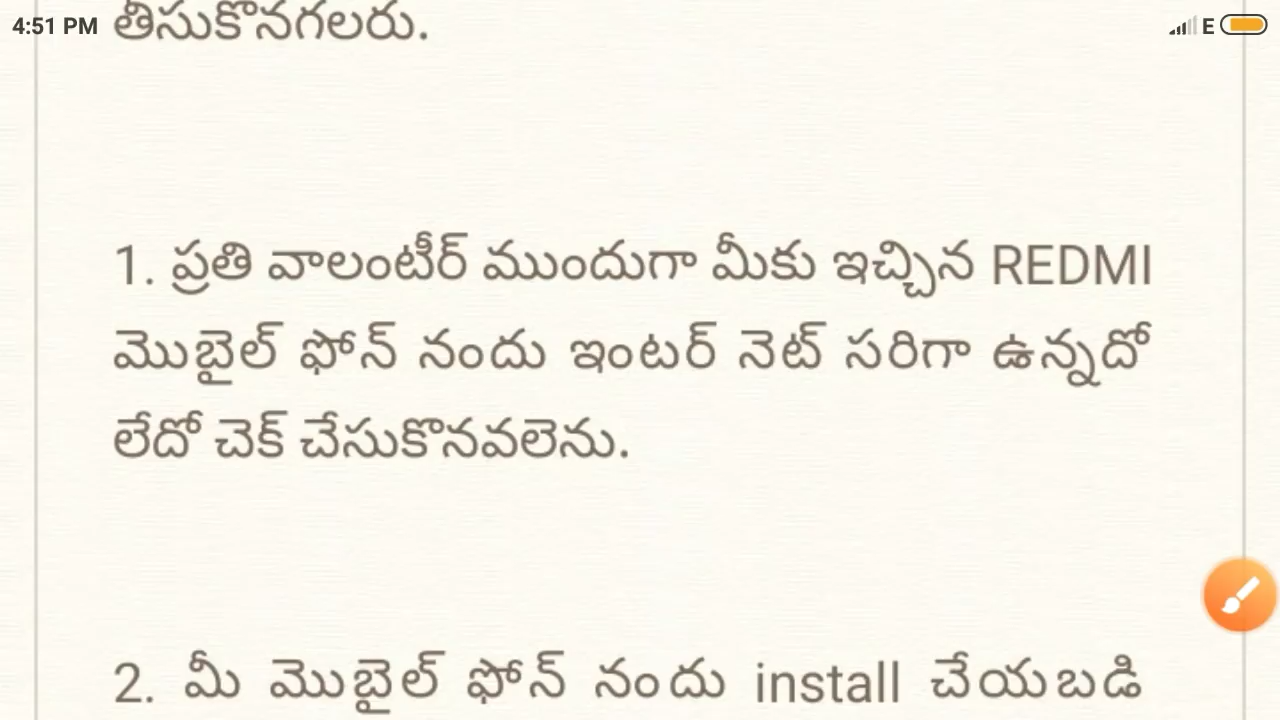 4:51 PM
E
తీసుకొనగలరు.
1. ప్రతి వాలంటీర్ ముందుగా మీకు ఇచ్చిన REDMI
మొబైల్ ఫోన్ నందు ఇంటర్ నెట్ సరిగా ఉన్నదో
లేదో చెక్ చేసుకొనవలెను.
2. మీ మొబైల్ ఫోన్ నందు install చేయబడి